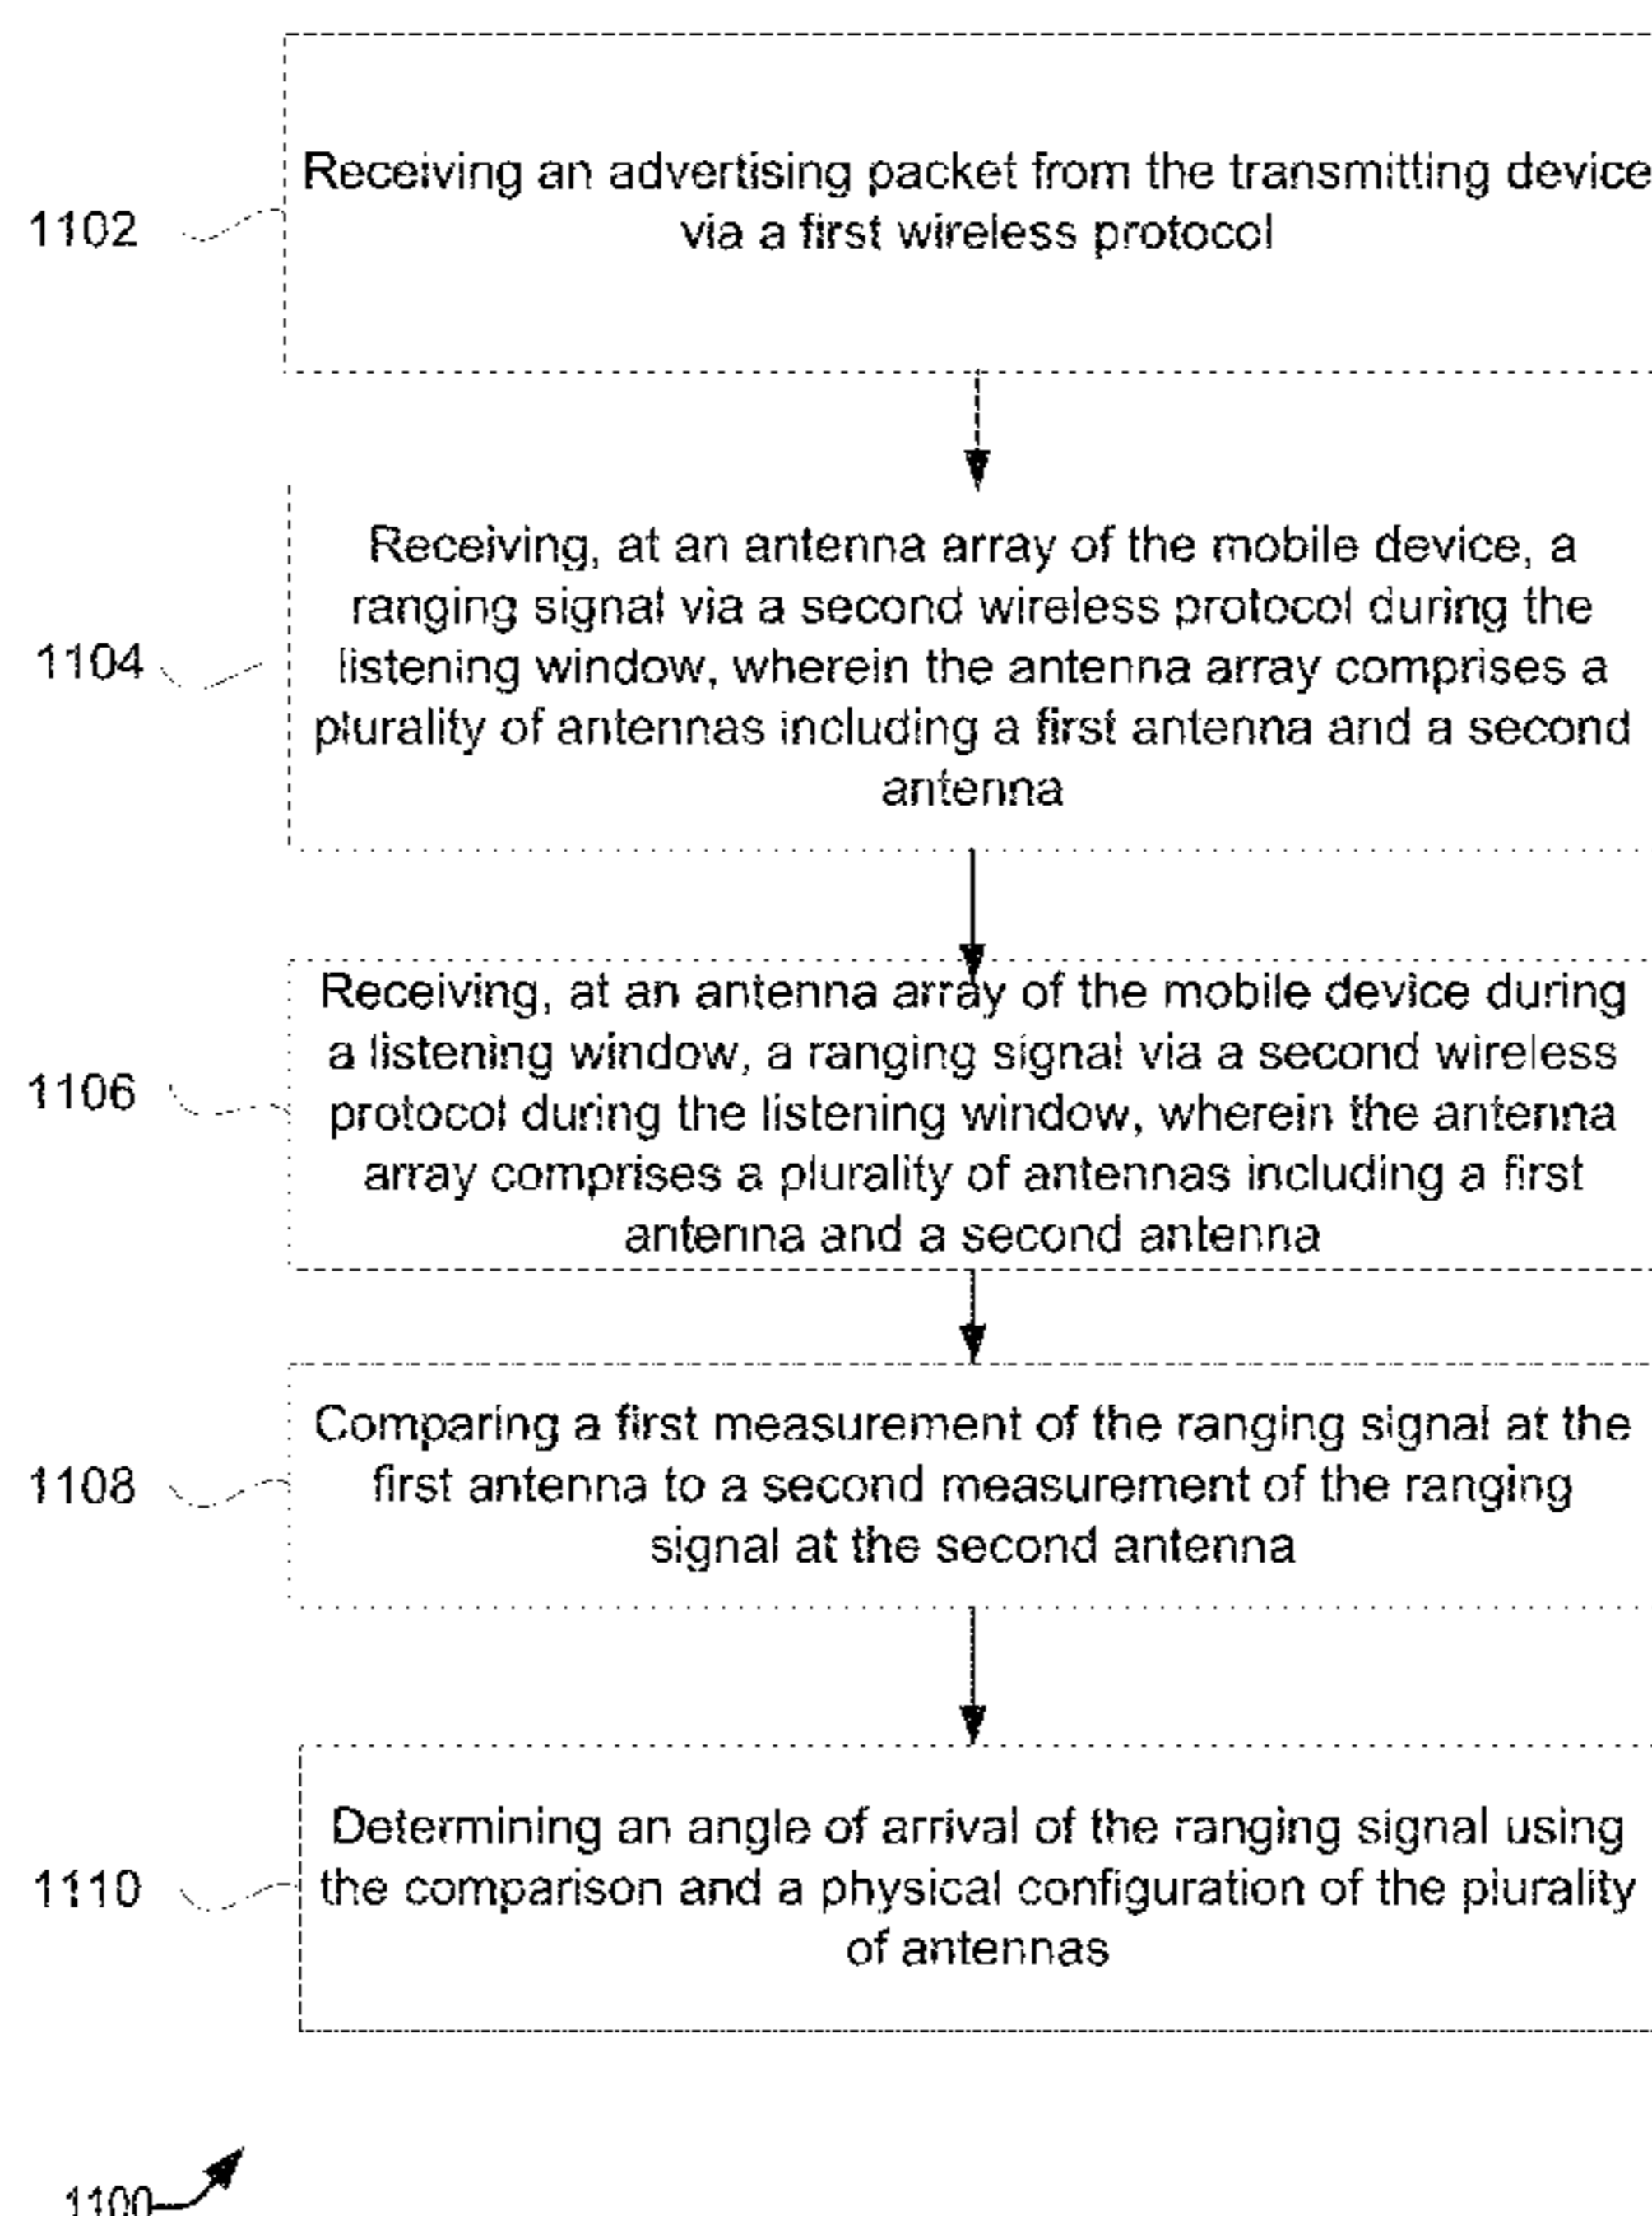 Receiving an advertising packet from the transmitting device
via a first wireless protocol
1102
Receiving, at an antenna array of the mobile device, a
ranging signal via a second wireless protocol during the
listening window, wherein the antenna array comprises a
plurality of antennas including a first antenna and a second
antenna
1104
Receiving, at an antenna array of the mobile device during
a listening window, a ranging signal via a second wireless
protocol during the listening window, wherein the antenna
array comprises a plurality of antennas including a first
antenna and a second antenna
1106
Comparing a first measurement of the ranging signal at the
first antenna to a second measurement of the ranging
signal at the second antenna
1108
Determining an angle of arrival of the ranging signal using
the comparison and a physical configuration of the plurality
of antennas
1110
1100